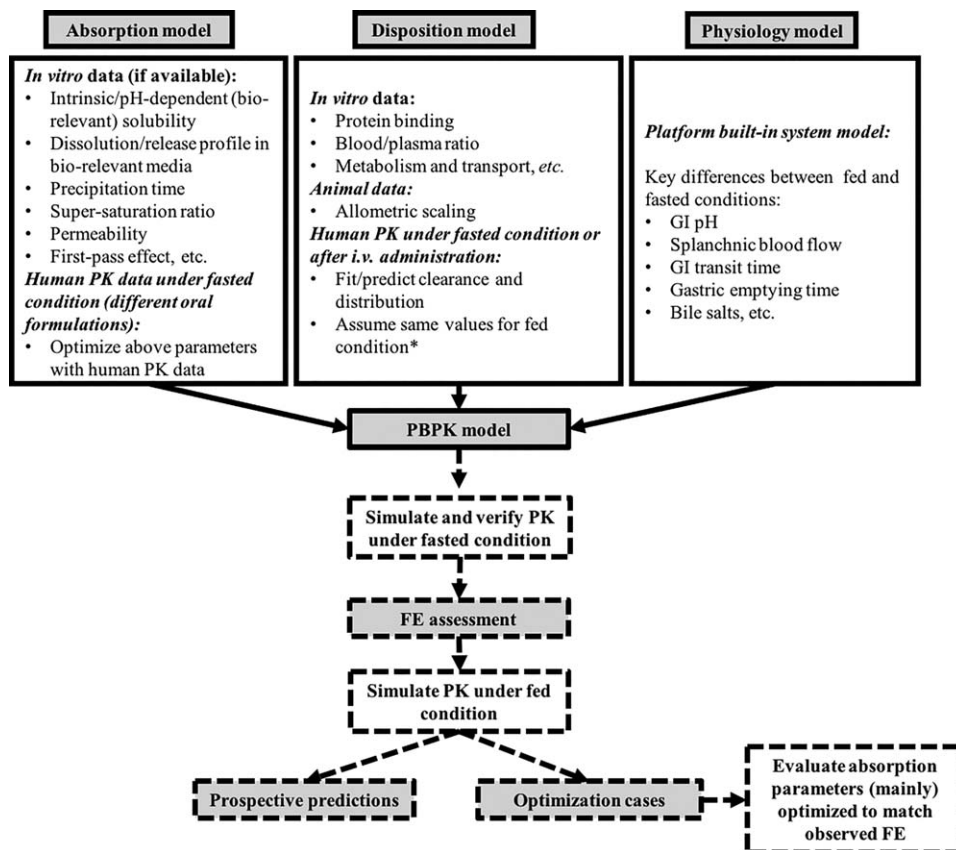 Absorption model
Disposition model
Physiology model
In vitro data (if available):
• Intrinsic/pH-dependent (bio-
relevant) solubility
• Dissolution/release profile in
bio-relevant media
• Precipitation time
• Super-saturation ratio
• Permeability
• First-pass effect, etc.
Human PK data under fasted
condition (different oral
formulations):
• Optimize above parameters
with human PK data
In vitro data:
• Protein binding
• Blood/plasma ratio
• Metabolism and transport, etc.
Animal data:
• Allometric scaling
Human PK under fasted condition or
after i.v. administration:
• Fit/predict clearance and
distribution
• Assume same values for fed
condition*
Platform built-in system model:
Key differences between fed and
fasted conditions:
• GI pH
• Splanchnic blood flow
• GI transit time
• Gastric emptying time
• Bile salts, etc.
PBPK model
Simulate and verify PK
under fasted condition
FE assessment
Simulate PK under fed
condition
Prospective predictions
Optimization cases
Evaluate absorption
parameters (mainly)
optimized to match
observed FE